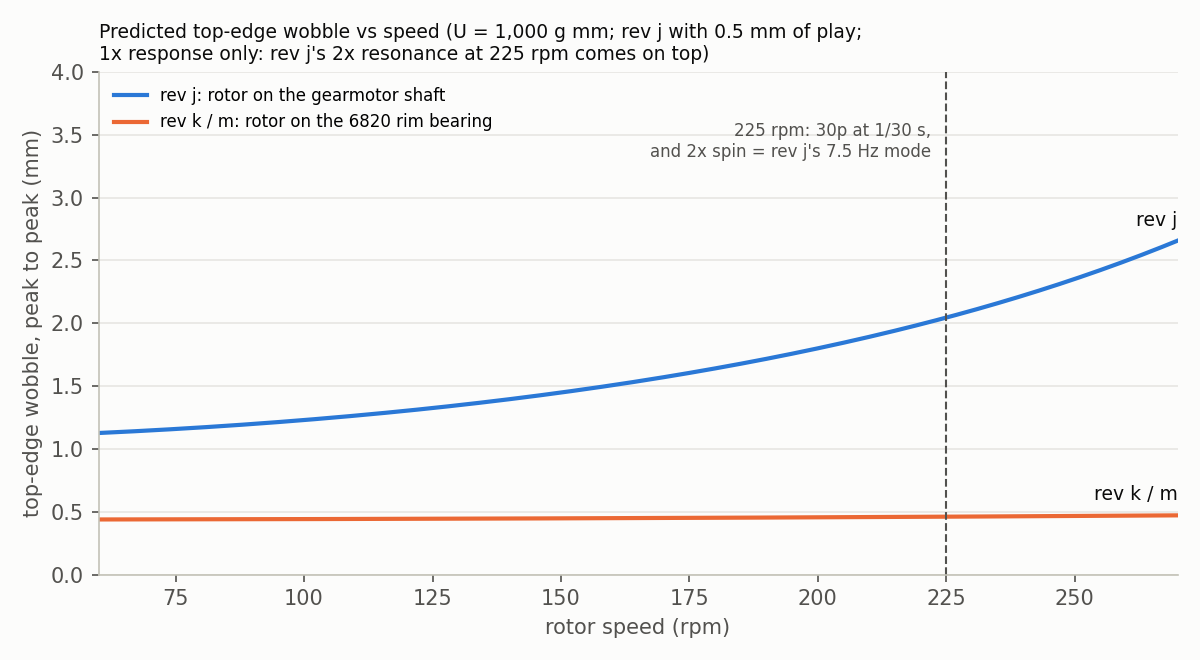 Predicted top-edge wobble vs speed (U = 1,000 g mm; rev j with 0.5 mm of play;
1x response only: rev j's 2x resonance at 225 rpm comes on top)
4.0
3.5
3.0
2.5
2.0
1.5
1.0
0.5
0.0
top-edge wobble, peak to peak (mm)
rev j: rotor on the gearmotor shaft
rev k / m: rotor on the 6820 rim bearing
225 rpm: 30p at 1/30 s,
and 2x spin = rev j's 7.5 Hz mode
rev j
rev k / m
75 100 125 150 175 200 225 250
rotor speed (rpm)